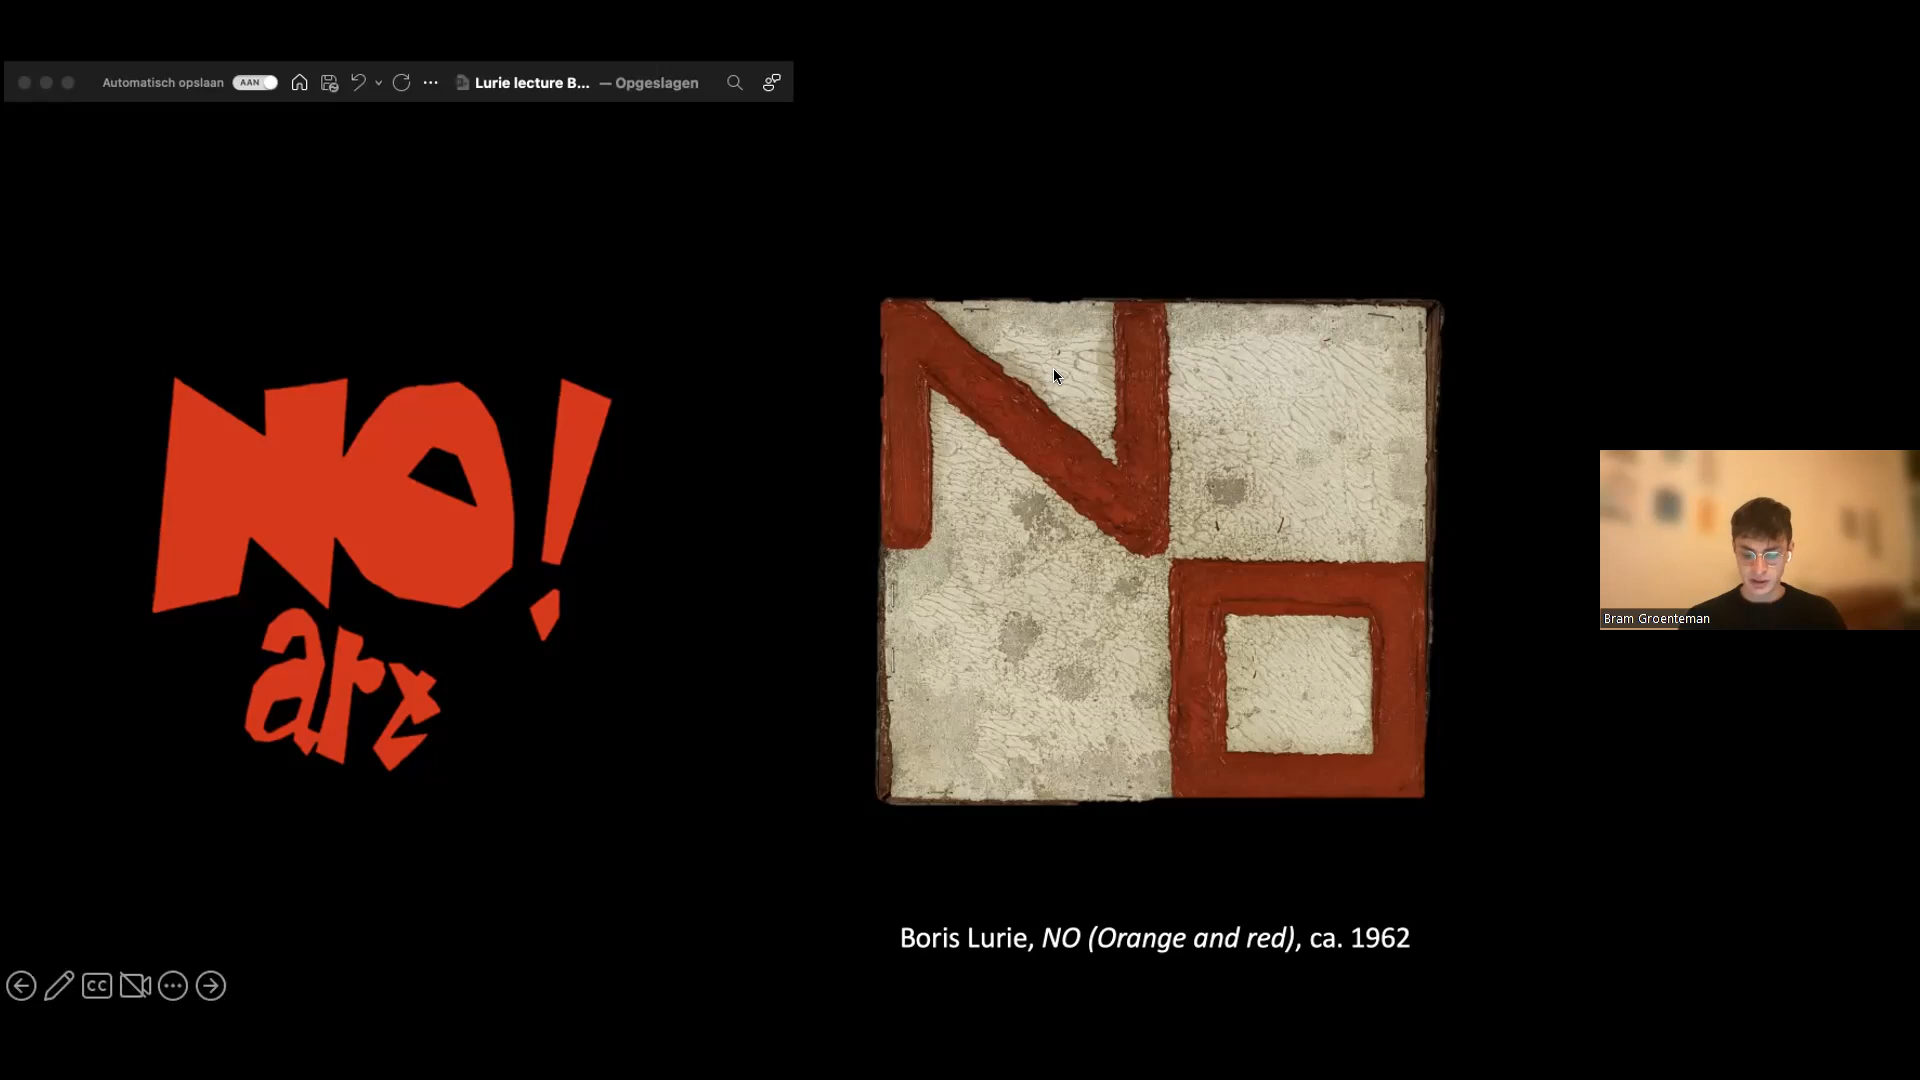 Automatisch opslaan AAN Lurie lecture B... — Opgeslagen
NO!
art
NO
Boris Lurie, NO (Orange and red), ca. 1962
Bram Groenteman
CC